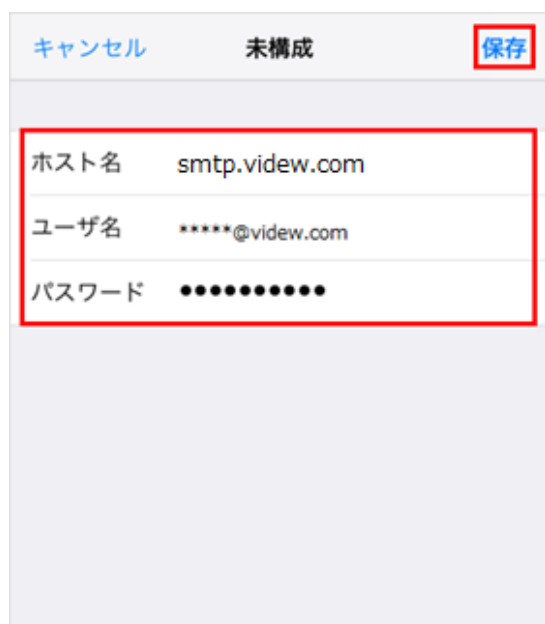 キャンセル 未構成 保存
ホスト名 smtp.videw.com
ユーザ名 *****@videw.com
パスワード ●●●●●●●●●●